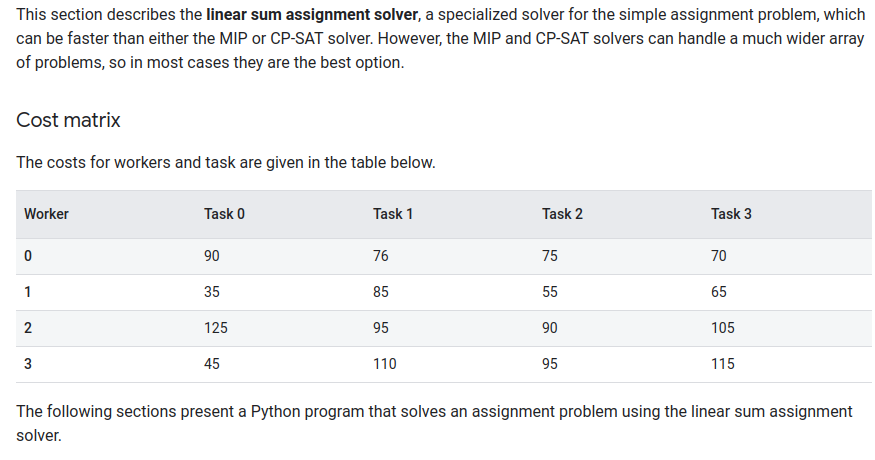 This section describes the linear sum assignment solver, a specialized solver for the simple assignment problem, which
can be faster than either the MIP or CP-SAT solver. However, the MIP and CP-SAT solvers can handle a much wider array
of problems, so in most cases they are the best option.
Cost matrix
The costs for workers and task are given in the table below.
Worker Task 0 Task 1 Task 2 Task 3
0 90 76 75 70
1 35 85 55 65
2 125 95 90 105
3 45 110 95 115
The following sections present a Python program that solves an assignment problem using the linear sum assignment
solver.